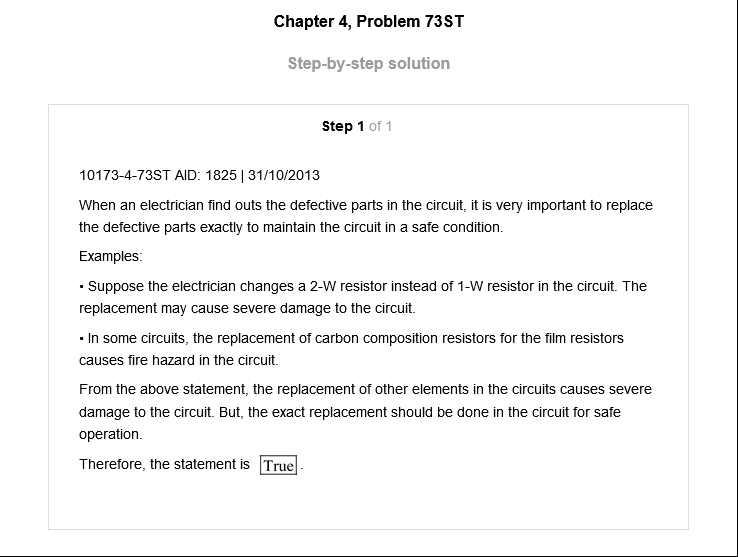 Chapter 4, Problem 73ST
Step-by-step solution
Step 1 of 1
10173-4-73ST AID: 1825 | 31/10/2013
When an electrician find outs the defective parts in the circuit, it is very important to replace
the defective parts exactly to maintain the circuit in a safe condition.
Examples:
• Suppose the electrician changes a 2-W resistor instead of 1-W resistor in the circuit. The
replacement may cause severe damage to the circuit.
• In some circuits, the replacement of carbon composition resistors for the film resistors
causes fire hazard in the circuit.
From the above statement, the replacement of other elements in the circuits causes severe
damage to the circuit. But, the exact replacement should be done in the circuit for safe
operation.
Therefore, the statement is True.